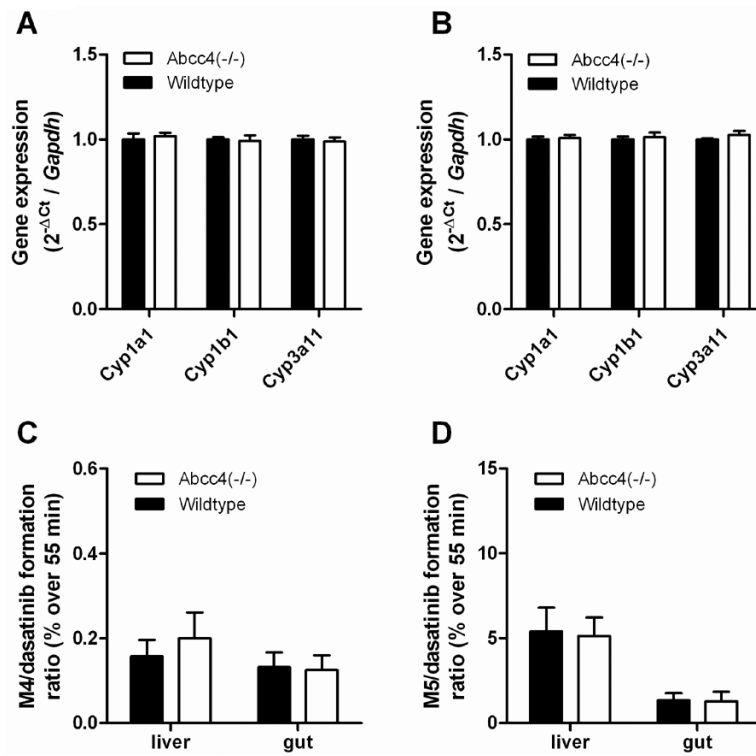 A
Abcc4(-/-)
Wildtype
Gene expression
(2^-ΔCt / Gapdh)
1.5
1.0
0.5
0.0
Cyp1a1
Cyp1b1
Cyp3a11
B
Abcc4(-/-)
Wildtype
Gene expression
(2^-ΔCt / Gapdh)
1.5
1.0
0.5
0.0
Cyp1a1
Cyp1b1
Cyp3a11
C
Abcc4(-/-)
Wildtype
M4/dasatinib formation
ratio (% over 55 min)
0.6
0.4
0.2
0.0
liver gut
D
Abcc4(-/-)
Wildtype
M5/dasatinib formation
ratio (% over 55 min)
15
10
5
0
liver gut